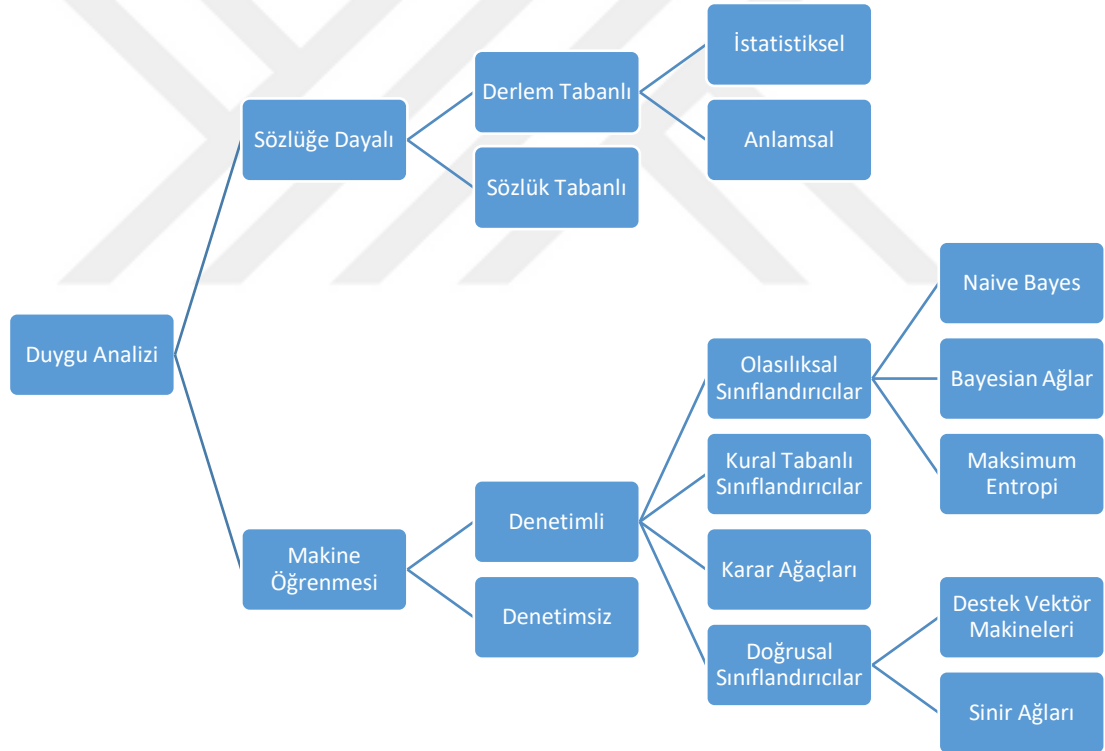 Duygu Analizi
Sözlüğe Dayalı
Derlem Tabanlı
İstatistiksel
Anlamsal
Sözlük Tabanlı
Makine
Öğrenmesi
Denetimli
Olasılıksal
Sınıflandırıcılar
Naive Bayes
Bayesian Ağlar
Maksimum
Entropi
Kural Tabanlı
Sınıflandırıcılar
Karar Ağaçları
Doğrusal
Sınıflandırıcılar
Destek Vektör
Makineleri
Sinir Ağları
Denetimsiz